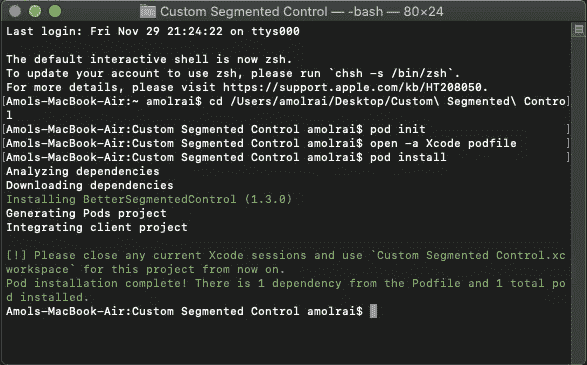 Custom Segmented Control — -bash — 80×24
Last login: Fri Nov 29 21:24:22 on ttys000
The default interactive shell is now zsh.
To update your account to use zsh, please run `chsh -s /bin/zsh`.
For more details, please visit https://support.apple.com/kb/HT208050.
[Amols-MacBook-Air:~ amolrai$ cd /Users/amolrai/Desktop/Custom\ Segmented\ Contro]
l
[Amols-MacBook-Air:Custom Segmented Control amolrai$ pod init ]
[Amols-MacBook-Air:Custom Segmented Control amolrai$ open -a Xcode podfile ]
[Amols-MacBook-Air:Custom Segmented Control amolrai$ pod install ]
Analyzing dependencies
Downloading dependencies
Installing BetterSegmentedControl (1.3.0)
Generating Pods project
Integrating client project
[!] Please close any current Xcode sessions and use `Custom Segmented Control.xc
workspace` for this project from now on.
Pod installation complete! There is 1 dependency from the Podfile and 1 total po
d installed.
Amols-MacBook-Air:Custom Segmented Control amolrai$